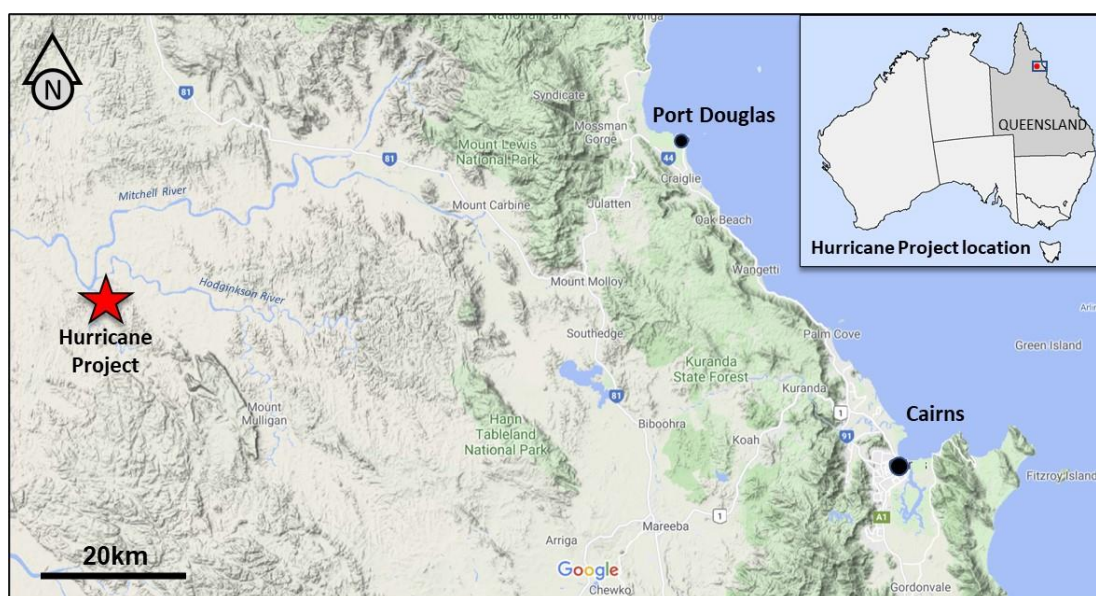 National Park
Wonga
N
81
Syndicate
Port Douglas
Mossman
Gorge
Mount Lewis
National Park
44
Craiglie
81
Mitchell River
Mount Carbine
Julatten
Oak Beach
Wangetti
Hodginkson River
Mount Molloy
Hurricane
Project
Southedge
Palm Cove
Green Island
Kuranda
State Forest
Kuranda
81
1
Mount
Mulligan
Hann
Tableland
National Park
Biboohra
Koah
91
Cairns
Fitzroy Island
1
Mareeba
A1
20km
Arriga
Google
Chewko
Gordonvale
QUEENSLAND
Hurricane Project location